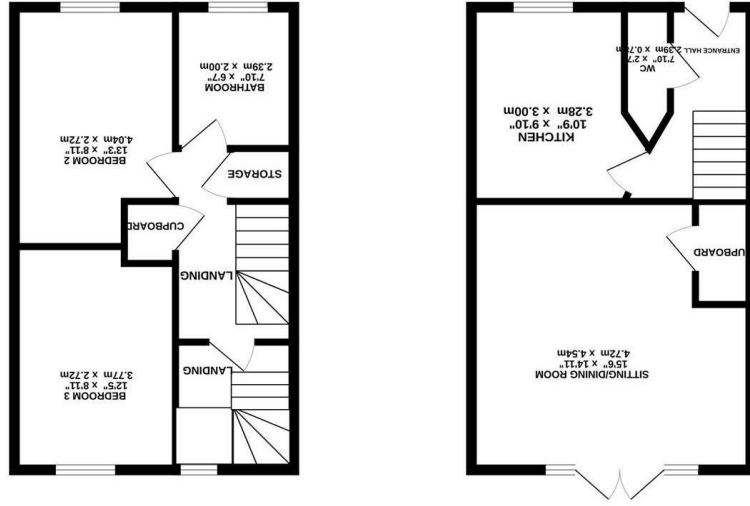 SITTING/DINING ROOM
15'6" x 14'11"
4.72m x 4.54m
UPBOARD
KITCHEN
10'9" x 9'10"
3.28m x 3.00m
WC
7'10" x 2'7"
2.39m x
ENTRANCE HALL
BEDROOM 3
12'5" x 8'11"
3.77m x 2.72m
LANDING
LANDING
CUPBOARD
STORAGE
BEDROOM 2
13'3" x 8'11"
4.04m x 2.72m
BATHROOM
7'10" x 6'7"
2.39m x 2.00m